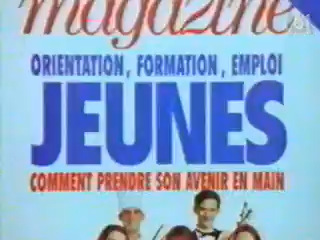 magazine
ORIENTATION, FORMATION, EMPLOI
JEUNES
COMMENT PRENDRE SON AVENIR EN MAIN